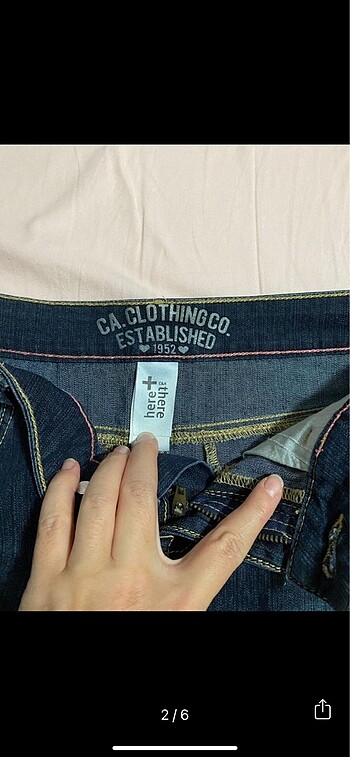 CA. CLOTHING CO.
ESTABLISHED
1952
here
+
there
2/6